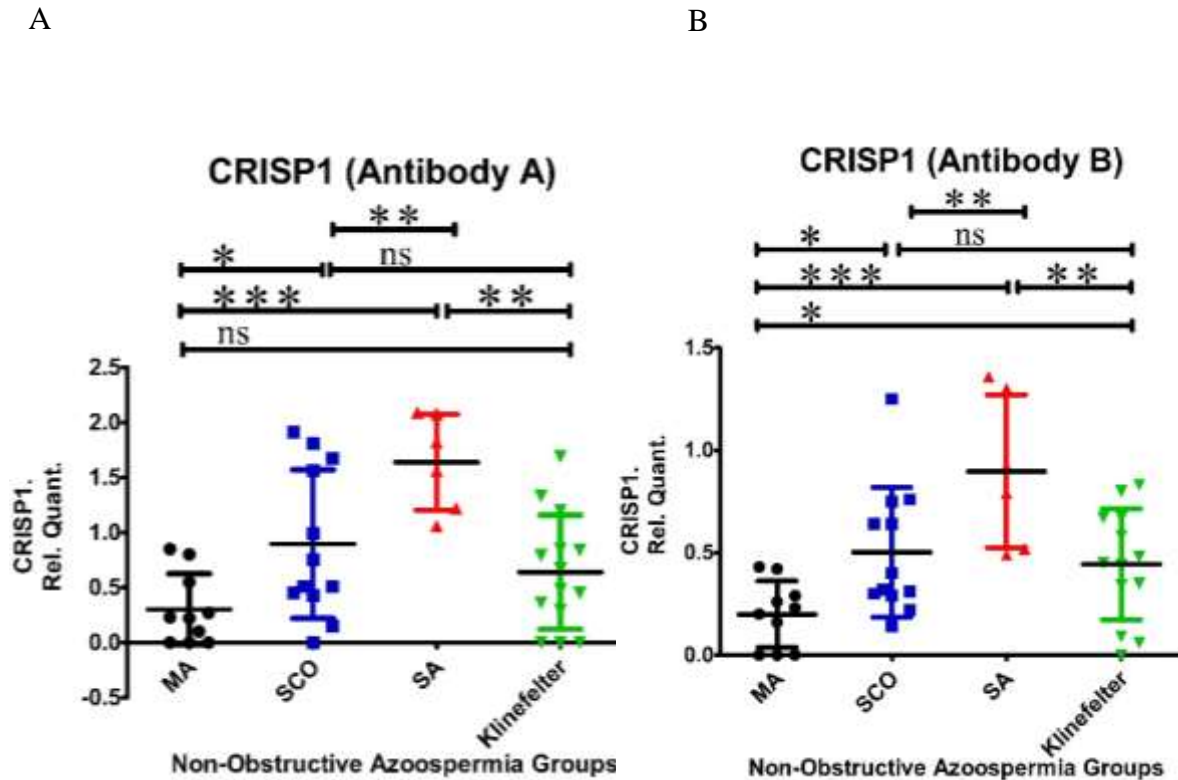 A
B
CRISP1 (Antibody A)
**
*
ns
***
**
ns
2.5
2.0
1.5
1.0
0.5
0.0
-0.5
CRISP1.
Rel. Quant.
MA
SCO
SA
Klinefelter
Non-Obstructive Azoospermia Groups
CRISP1 (Antibody B)
**
*
ns
***
**
*
1.5
1.0
0.5
0.0
CRISP1.
Rel. Quant.
MA
SCO
SA
Klinefelter
Non-Obstructive Azoospermia Groups